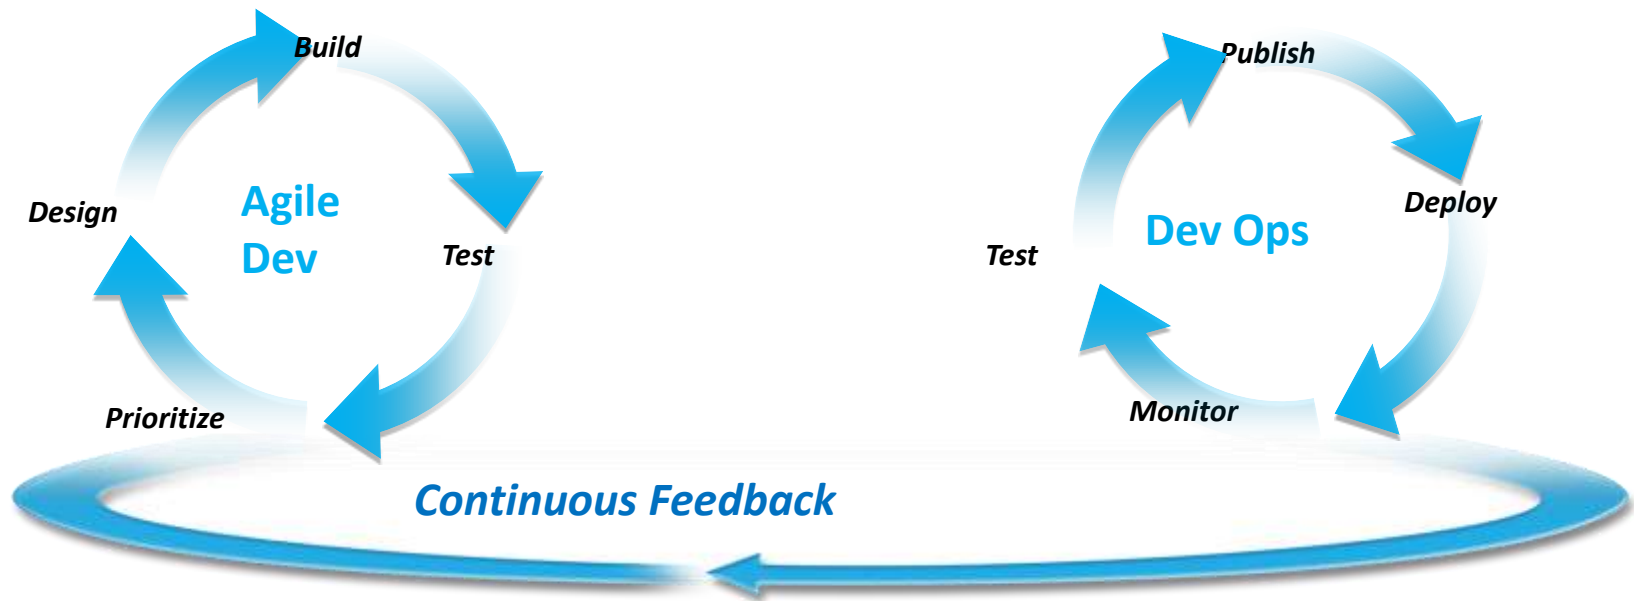 Build
Design
Agile
Dev
Test
Prioritize
Publish
Deploy
Dev Ops
Test
Monitor
Continuous Feedback